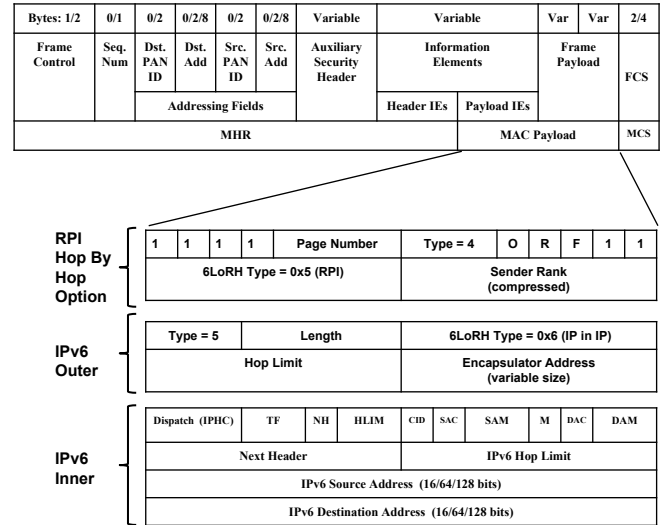 Bytes: 1/2 0/1 0/2 0/2/8 0/2 0/2/8 Variable Variable Var Var 2/4
Frame Control Seq. Num Dst. PAN ID Dst. Add Src. PAN ID Src. Add Auxiliary Security Header Information Elements Frame Payload FCS
Addressing Fields Header IEs Payload IEs
MHR MAC Payload MCS
RPI Hop By Hop Option
1 1 1 1 Page Number Type = 4 O R F 1 1
6LoRH Type = 0x5 (RPI) Sender Rank (compressed)
IPv6 Outer
Type = 5 Length 6LoRH Type = 0x6 (IP in IP)
Hop Limit Encapsulator Address (variable size)
IPv6 Inner
Dispatch (IPHC) TF NH HLIM CID SAC SAM M DAC DAM
Next Header IPv6 Hop Limit
IPv6 Source Address (16/64/128 bits)
IPv6 Destination Address (16/64/128 bits)